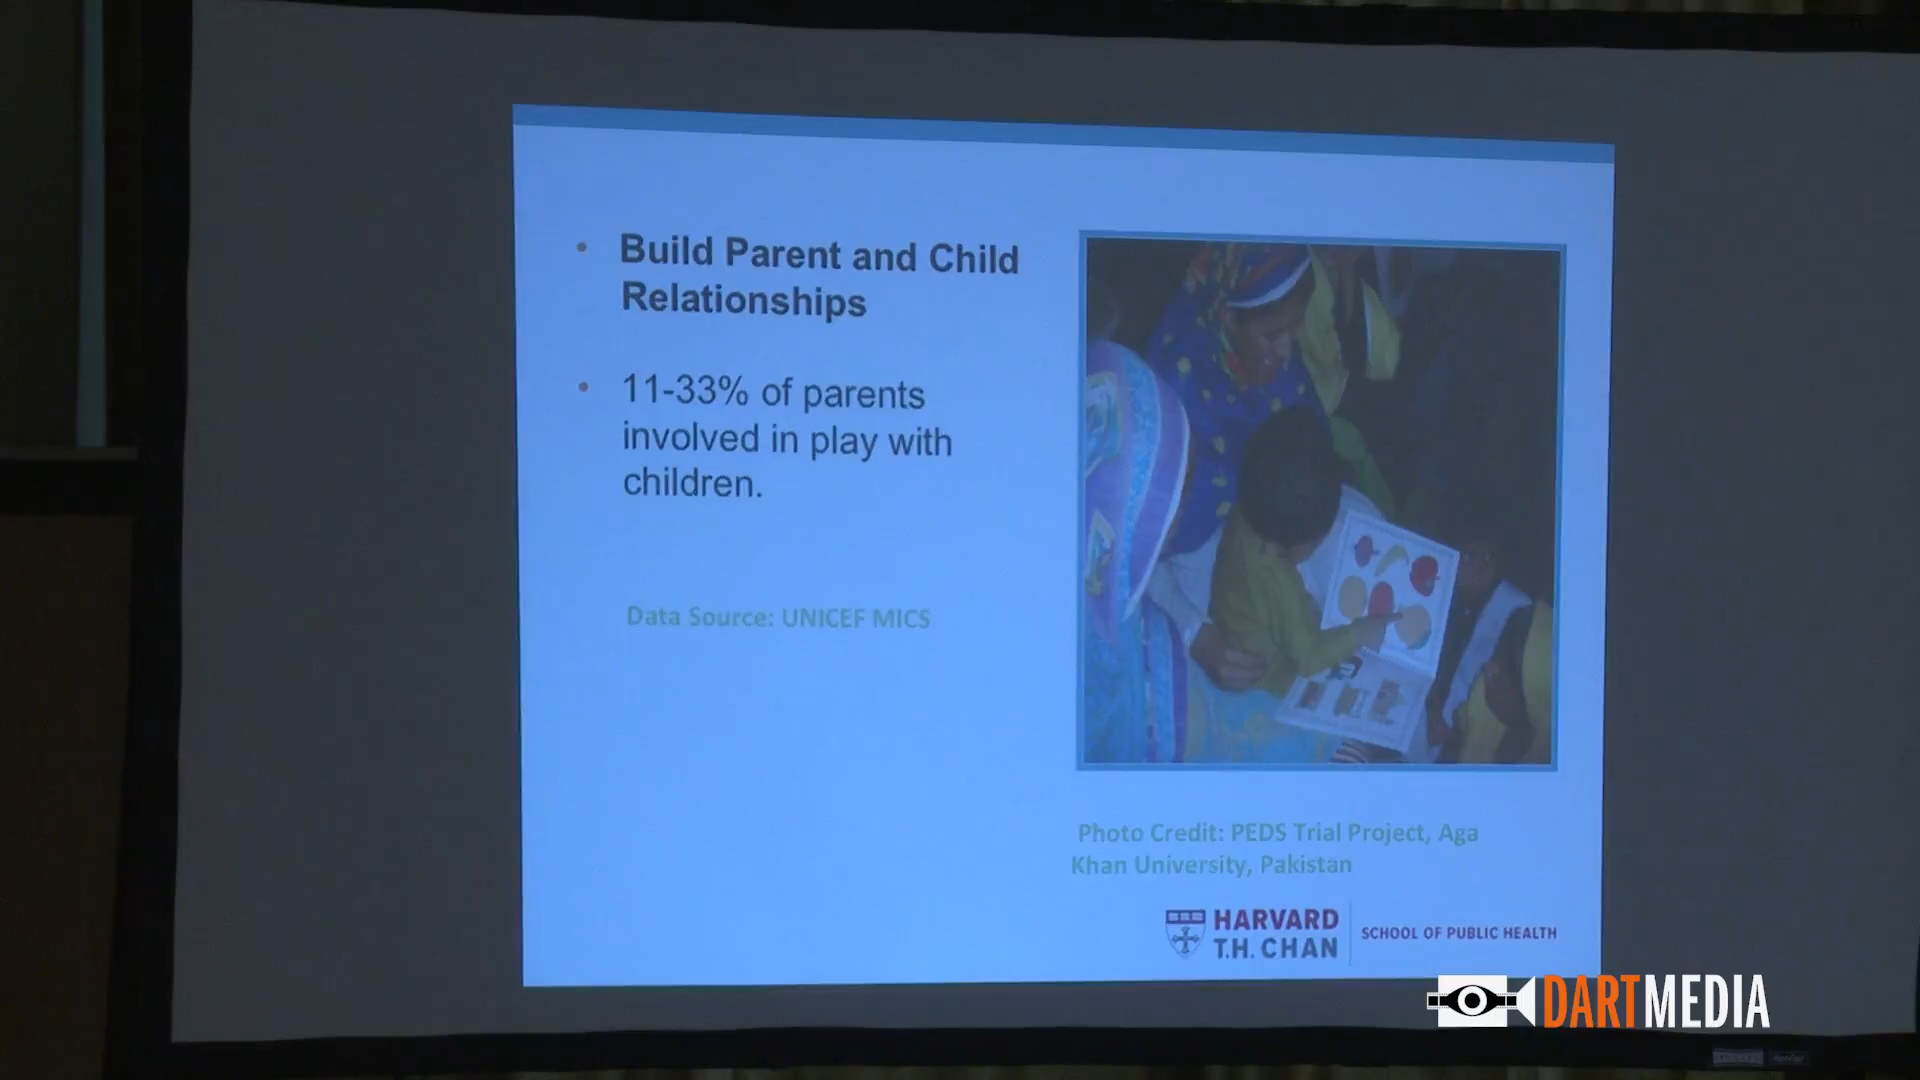 Build Parent and Child
Relationships
11-33% of parents
involved in play with
children.
Data Source: UNICEF MICS
Photo Credit: PEDS Trial Project, Aga
Khan University, Pakistan
HARVARD
T.H. CHAN
SCHOOL OF PUBLIC HEALTH
DARTMEDIA